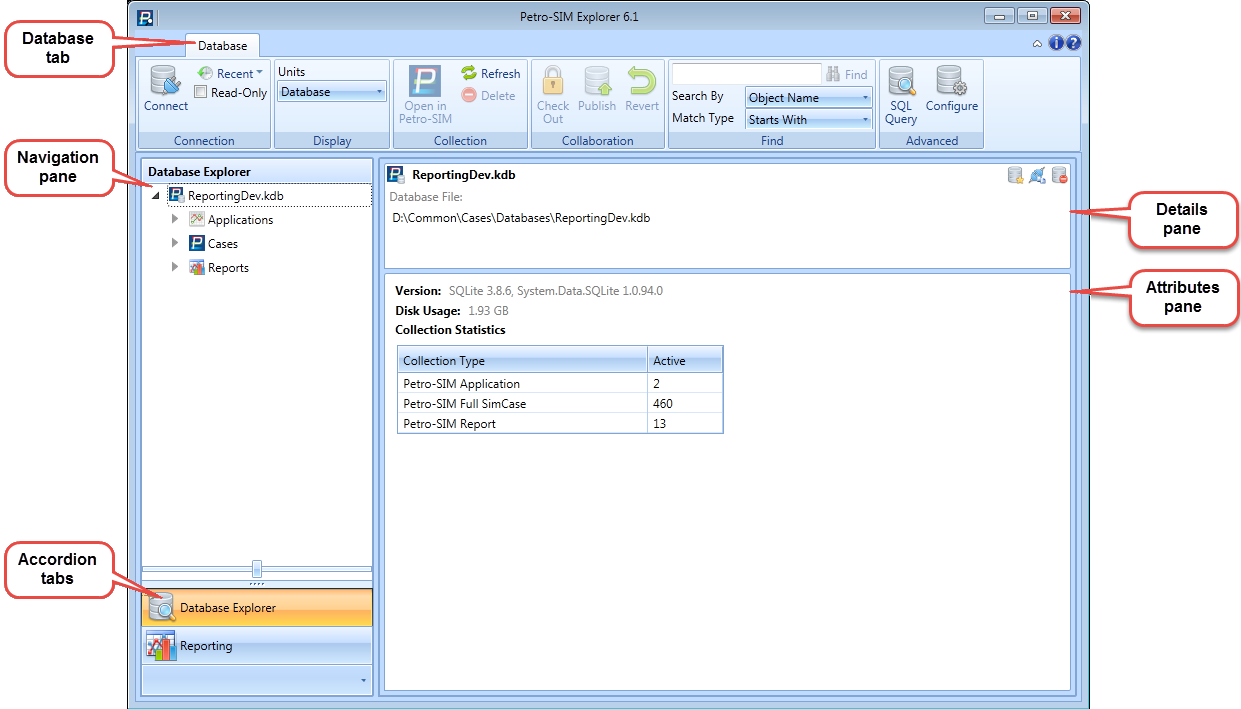 Petro-SIM Explorer 6.1
Database
tab
Database
Connect
Recent
Read-Only
Connection
Units
Database
Display
Open in
Petro-SIM
Refresh
Delete
Collection
Check
Out
Publish
Revert
Collaboration
Find
Search By
Object Name
Match Type
Starts With
Find
SQL
Query
Configure
Advanced
Navigation
pane
Database Explorer
ReportingDev.kdb
Applications
Cases
Reports
ReportingDev.kdb
Database File:
D:\Common\Cases\Databases\ReportingDev.kdb
Details
pane
Attributes
pane
Version: SQLite 3.8.6, System.Data.SQLite 1.0.94.0
Disk Usage: 1.93 GB
Collection Statistics
Collection Type Active
Petro-SIM Application 2
Petro-SIM Full SimCase 460
Petro-SIM Report 13
Accordion
tabs
Database Explorer
Reporting